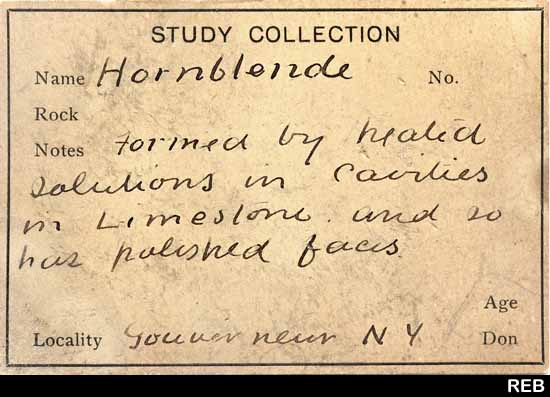 STUDY COLLECTION
Name Hornblende No.
Rock
Notes Formed by heated
solutions in cavities
in Limestone. and so
has polished faces
Age
Locality Gouverneur N Y Don
REB